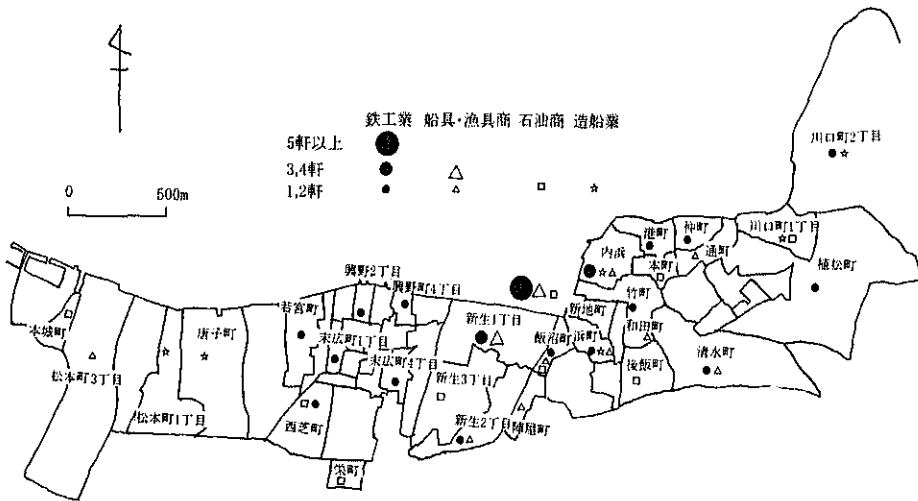 鉄工業 船具・漁具商 石油商 造船業
5軒以上
3,4軒
1,2軒
0 500m
川口町2丁目
港町
仲町
川口町1丁目
内浜
本町
通町
植松町
興野2丁目
興野町4丁目
竹町
新地町
若宮町
新生1丁目
飯沼町
浜町
和田町
本城町
唐子町
末広町1丁目
末広町4丁目
清水町
松本町3丁目
新生3丁目
後飯町
松本町1丁目
西芝町
新生2丁目
陣屋町
栄町